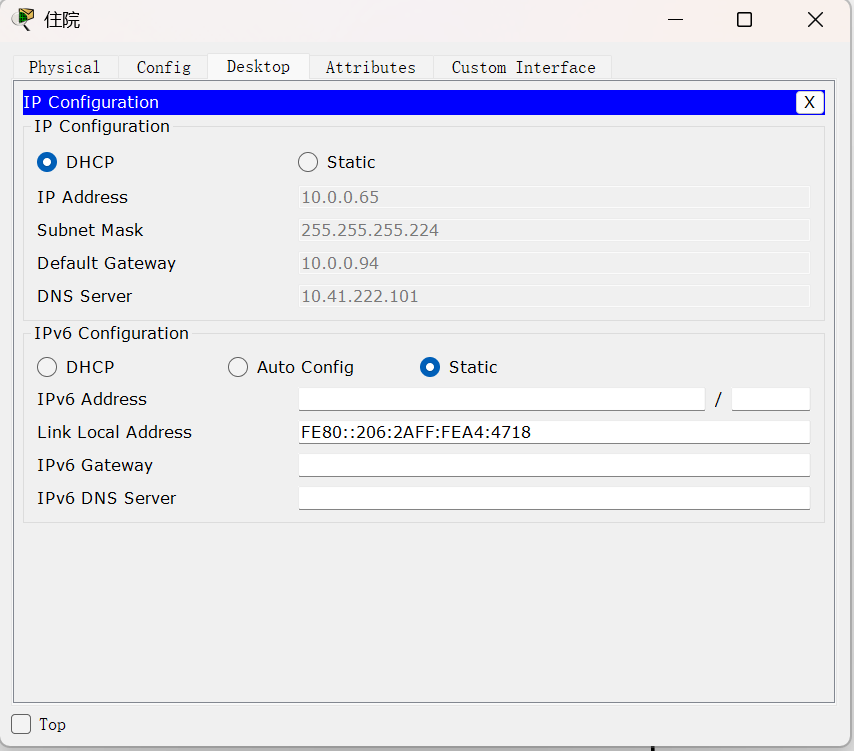 住院
Physical Config Desktop Attributes Custom Interface
IP Configuration X
IP Configuration
DHCP Static
IP Address 10.0.0.65
Subnet Mask 255.255.255.224
Default Gateway 10.0.0.94
DNS Server 10.41.222.101
IPv6 Configuration
DHCP Auto Config Static
IPv6 Address /
Link Local Address FE80::206:2AFF:FEA4:4718
IPv6 Gateway
IPv6 DNS Server
Top